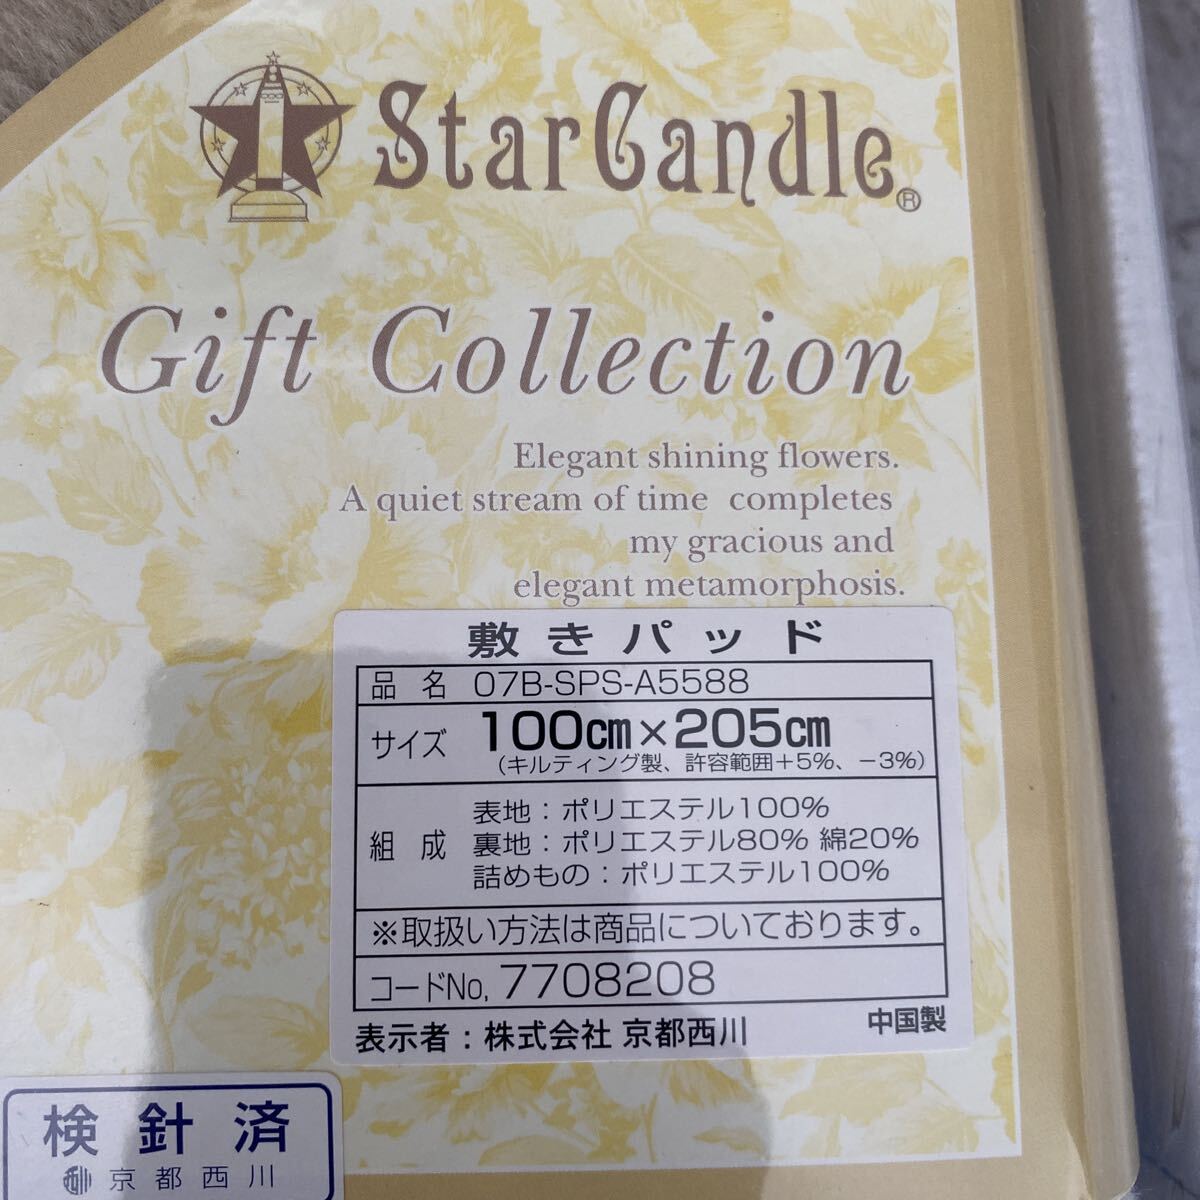 StarCandle®
Gift Collection
Elegant shining flowers.
A quiet stream of time completes
my gracious and
elegant metamorphosis.
敷きパッド
品名 07B-SPS-A5588
サイズ 100㎝×205㎝
(キルティング製、許容範囲+5%、-3%)
組成 表地:ポリエステル100%
裏地:ポリエステル80% 綿20%
詰めもの:ポリエステル100%
※取扱い方法は商品についております。
コードNo, 7708208
表示者:株式会社 京都西川
中国製
検針済
西川 京都西川